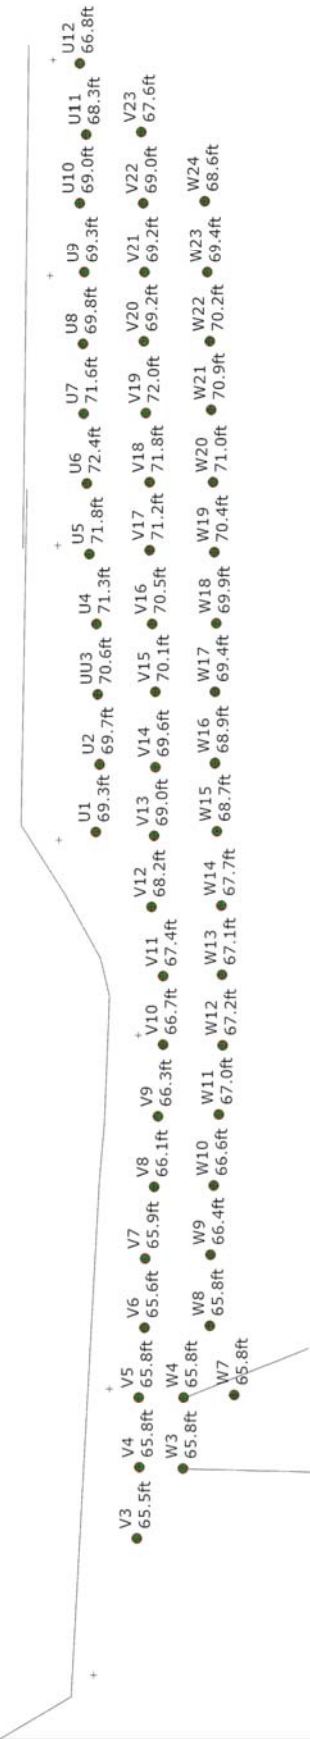 U1
69.3ft
U2
69.7ft
UU3
70.6ft
U4
71.3ft
U5
71.8ft
U6
72.4ft
U7
71.6ft
U8
69.8ft
U9
69.3ft
U10
69.0ft
U11
68.3ft
U12
66.8ft
V3
65.5ft
V4
65.8ft
V5
65.8ft
V6
65.6ft
V7
65.9ft
V8
66.1ft
V9
66.3ft
V10
66.7ft
V11
67.4ft
V12
68.2ft
V13
69.0ft
V14
69.6ft
V15
70.1ft
V16
70.5ft
V17
71.2ft
V18
71.8ft
V19
72.0ft
V20
69.2ft
V21
69.2ft
V22
69.0ft
V23
67.6ft
W3
65.8ft
W4
65.8ft
W7
65.8ft
W8
65.8ft
W9
66.4ft
W10
66.6ft
W11
67.0ft
W12
67.2ft
W13
67.1ft
W14
67.7ft
W15
68.7ft
W16
68.9ft
W17
69.4ft
W18
69.9ft
W19
70.4ft
W20
71.0ft
W21
70.9ft
W22
70.2ft
W23
69.4ft
W24
68.6ft